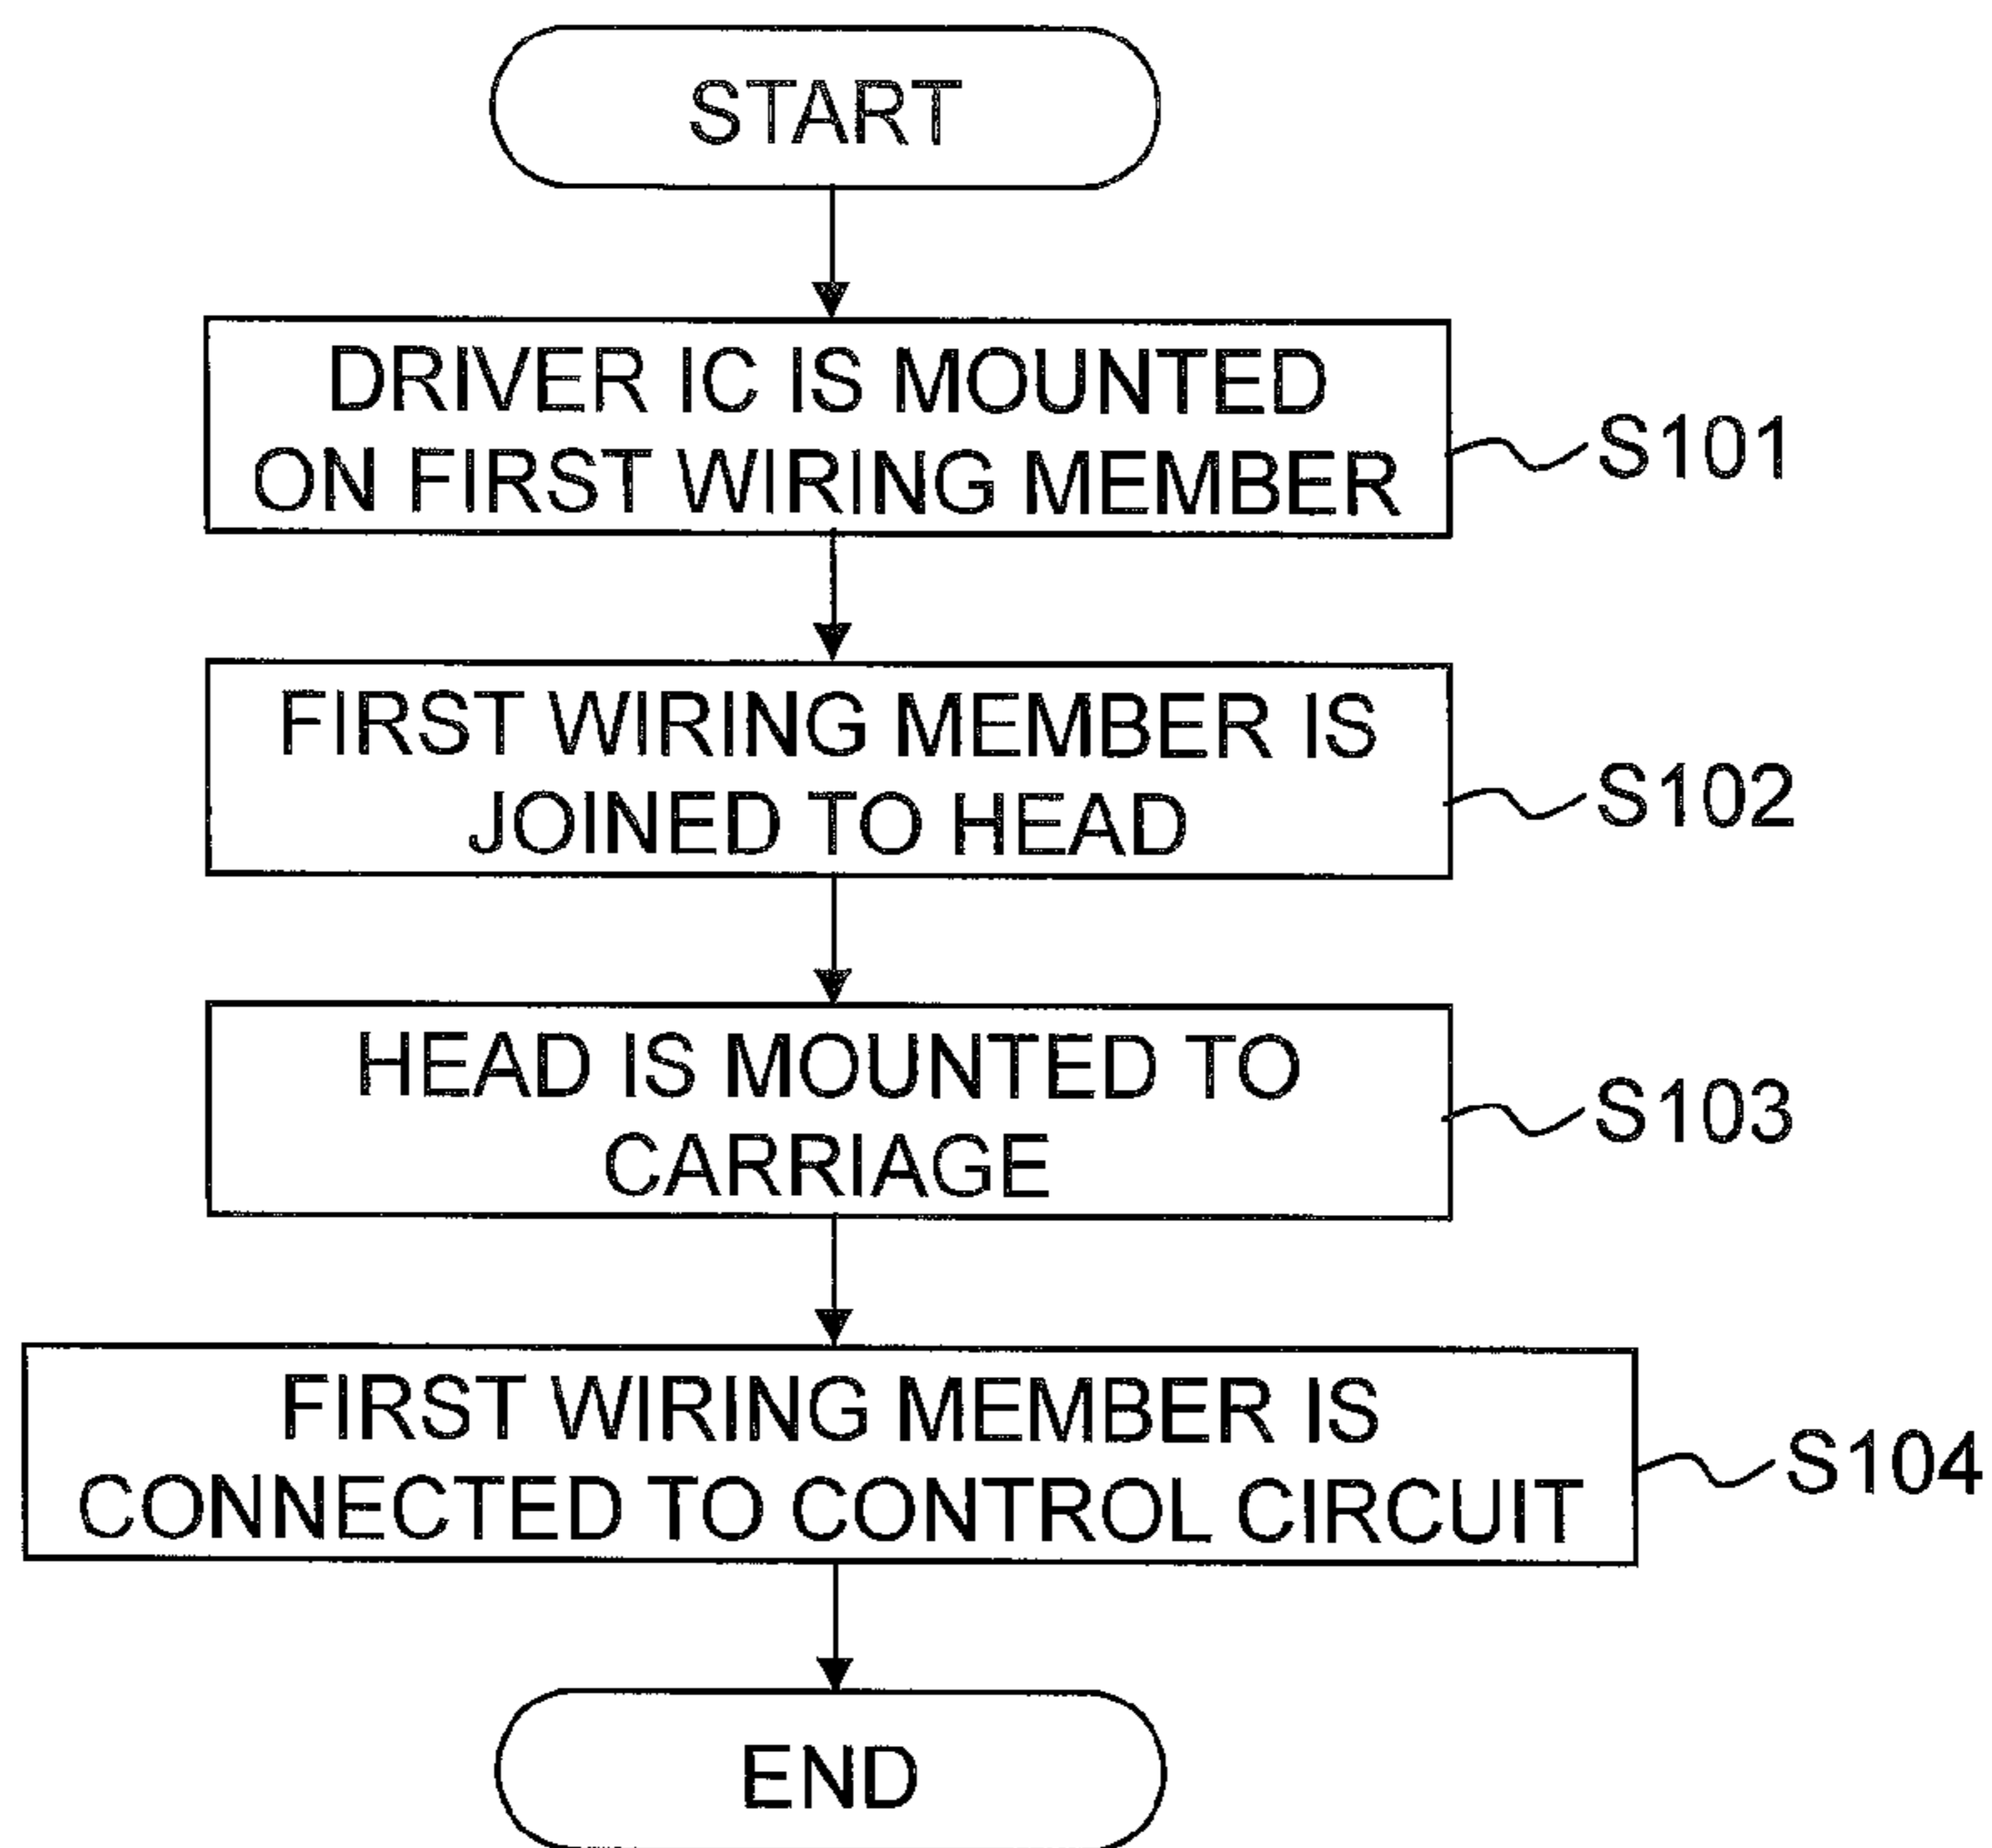 START
DRIVER IC IS MOUNTED
ON FIRST WIRING MEMBER
S101
FIRST WIRING MEMBER IS
JOINED TO HEAD
S102
HEAD IS MOUNTED TO
CARRIAGE
S103
FIRST WIRING MEMBER IS
CONNECTED TO CONTROL CIRCUIT
S104
END